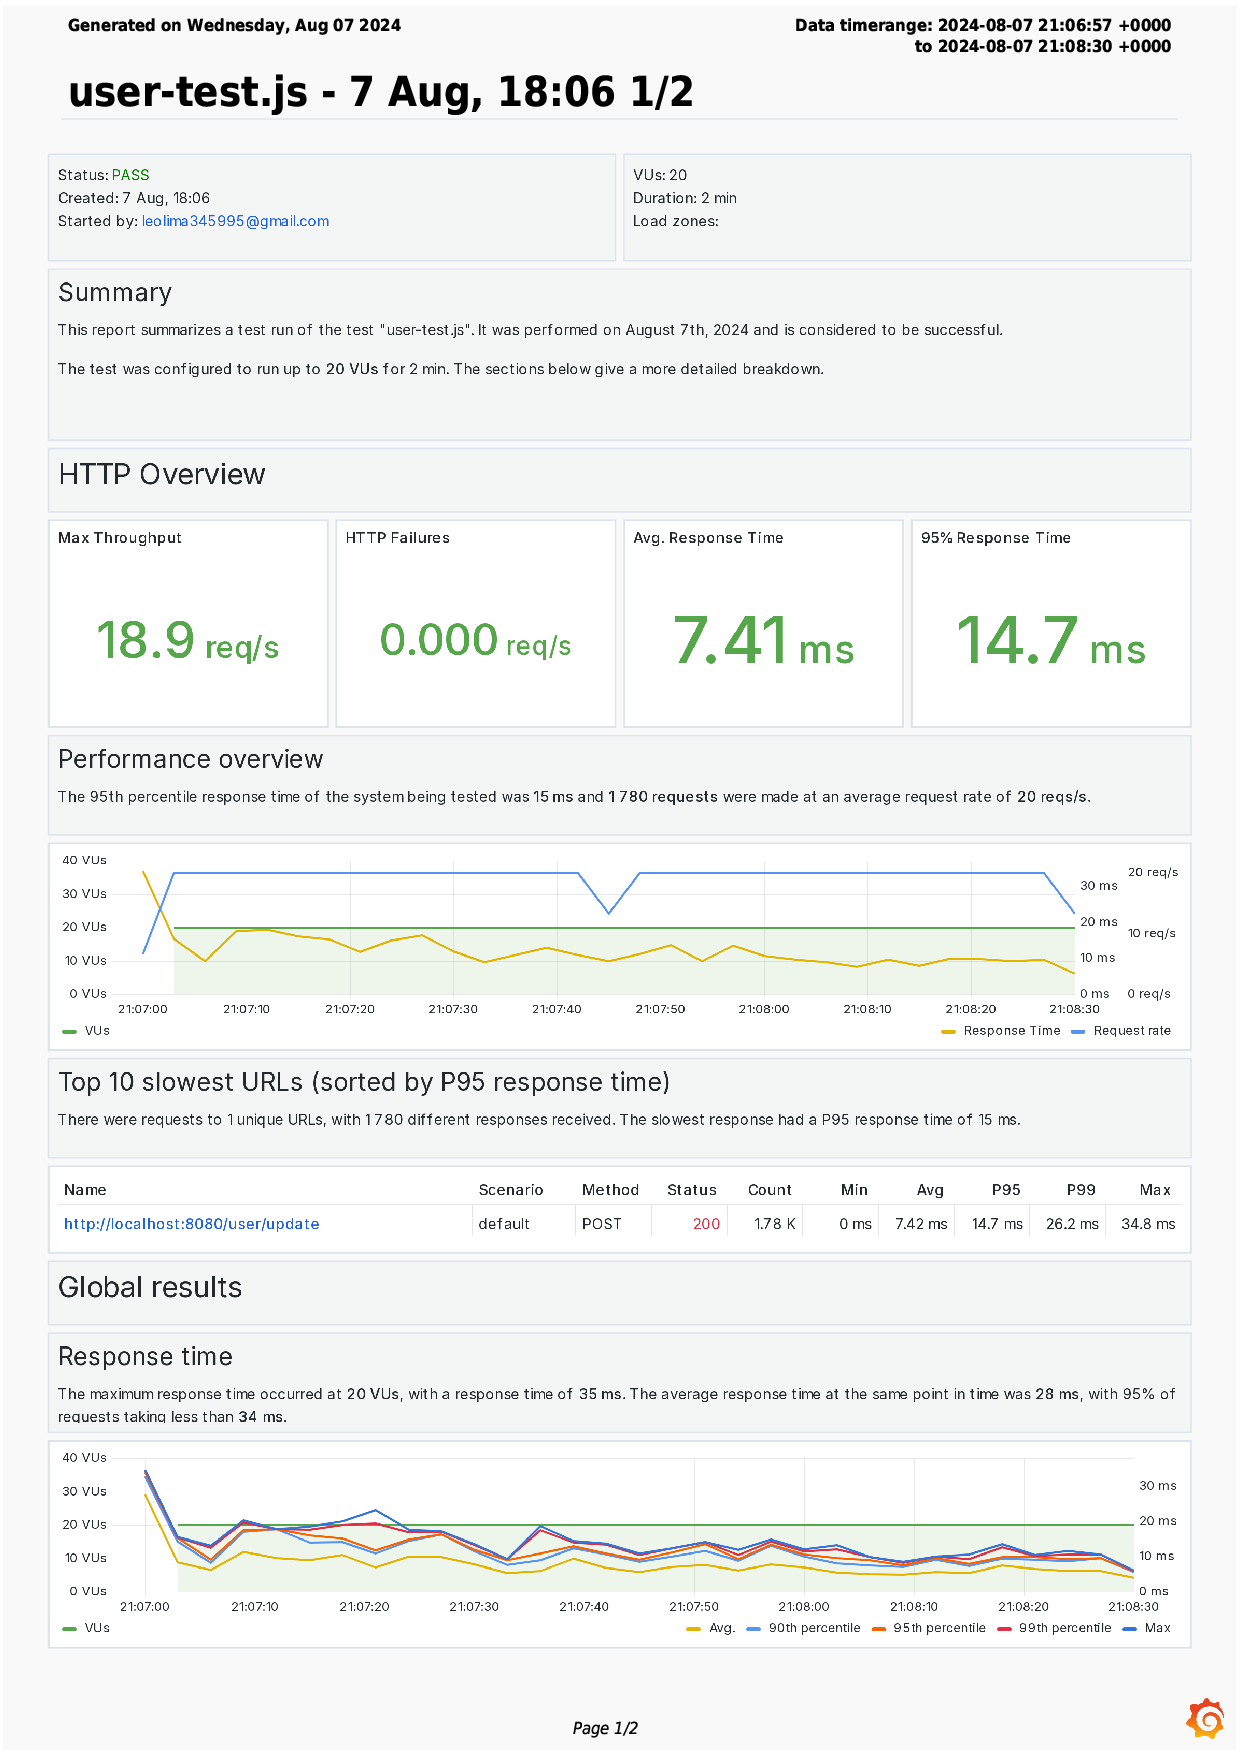 Generated on Wednesday, Aug 07 2024
Data timerange: 2024-08-07 21:06:57 +0000
to 2024-08-07 21:08:30 +0000
user-test.js - 7 Aug, 18:06 1/2
Status: PASS
Created: 7 Aug, 18:06
Started by: leolima345995@gmail.com
VUs: 20
Duration: 2 min
Load zones:
Summary
This report summarizes a test run of the test "user-test.js". It was performed on August 7th, 2024 and is considered to be successful.
The test was configured to run up to 20 VUs for 2 min. The sections below give a more detailed breakdown.
HTTP Overview
Max Throughput
18.9 req/s
HTTP Failures
0.000 req/s
Avg. Response Time
7.41 ms
95% Response Time
14.7 ms
Performance overview
The 95th percentile response time of the system being tested was 15 ms and 1 780 requests were made at an average request rate of 20 reqs/s.
40 VUs
30 VUs
20 VUs
10 VUs
0 VUs
30 ms
20 ms
10 ms
0 ms
20 req/s
10 req/s
0 req/s
21:07:00 21:07:10 21:07:20 21:07:30 21:07:40 21:07:50 21:08:00 21:08:10 21:08:20 21:08:30
VUs Response Time Request rate
Top 10 slowest URLs (sorted by P95 response time)
There were requests to 1 unique URLs, with 1 780 different responses received. The slowest response had a P95 response time of 15 ms.
Name Scenario Method Status Count Min Avg P95 P99 Max
http://localhost:8080/user/update default POST 200 1.78 K 0 ms 7.42 ms 14.7 ms 26.2 ms 34.8 ms
Global results
Response time
The maximum response time occurred at 20 VUs, with a response time of 35 ms. The average response time at the same point in time was 28 ms, with 95% of
requests taking less than 34 ms.
40 VUs
30 VUs
20 VUs
10 VUs
0 VUs
30 ms
20 ms
10 ms
0 ms
21:07:00 21:07:10 21:07:20 21:07:30 21:07:40 21:07:50 21:08:00 21:08:10 21:08:20 21:08:30
VUs Avg. 90th percentile 95th percentile 99th percentile Max
Page 1/2